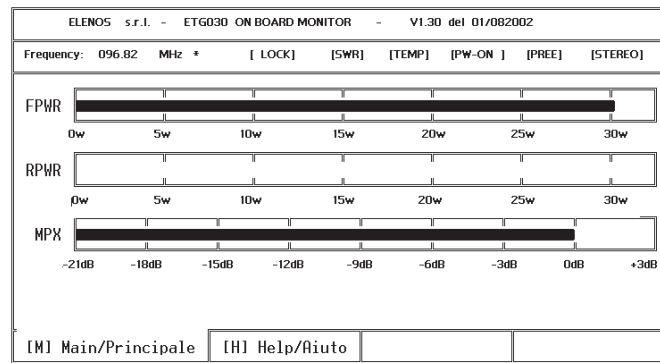 ELENOS s.r.l. - ETG030 ON BOARD MONITOR - V1.30 del 01/082002
Frequency: 096.82 MHz * [ LOCK] [SWR] [TEMP] [PW-ON ] [PREE] [STEREO]
FPWR
0w 5w 10w 15w 20w 25w 30w
RPWR
0w 5w 10w 15w 20w 25w 30w
MPX
-21dB -18dB -15dB -12dB -9dB -6dB -3dB 0dB +3dB
[M] Main/Principale [H] Help/Aiuto